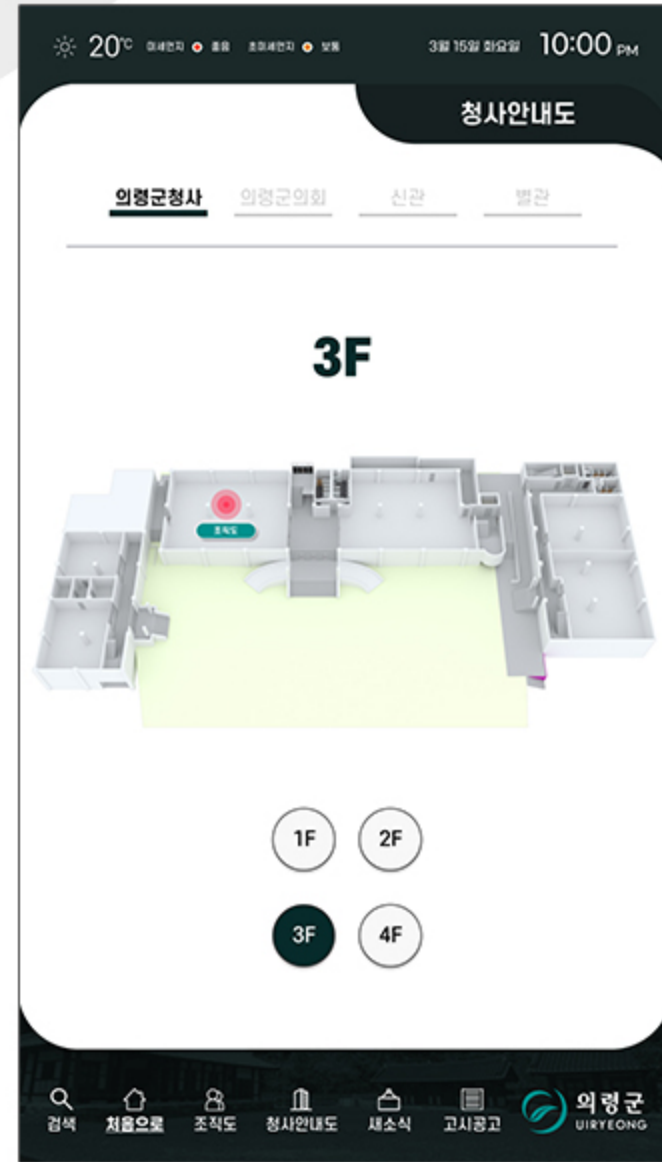 20℃ 미세먼지 좋음 초미세먼지 보통 3월 15일 화요일 10:00 PM
청사안내도
의령군청사 의령군의회 신관 별관
3F
조직도
1F 2F
3F 4F
검색 처음으로 조직도 청사안내도 새소식 고시공고 의령군
UIRYEONG